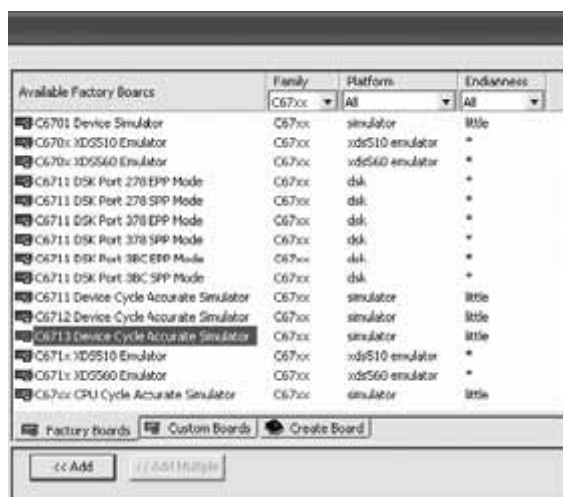 Available Factory Boards Family Platform Endianness
C67xx All All
C6701 Device Simulator C67xx simulator little
C670x XDS510 Emulator C67xx xds510 emulator *
C670x XDS560 Emulator C67xx xds560 emulator *
C6711 DSK Port 278 EPP Mode C67xx dsk *
C6711 DSK Port 278 SPP Mode C67xx dsk *
C6711 DSK Port 378 EPP Mode C67xx dsk *
C6711 DSK Port 378 SPP Mode C67xx dsk *
C6711 DSK Port 3BC EPP Mode C67xx dsk *
C6711 DSK Port 3BC SPP Mode C67xx dsk *
C6711 Device Cycle Accurate Simulator C67xx simulator little
C6712 Device Cycle Accurate Simulator C67xx simulator little
C6713 Device Cycle Accurate Simulator C67xx simulator little
C671x XDS510 Emulator C67xx xds510 emulator *
C671x XDS560 Emulator C67xx xds560 emulator *
C67xx CPU Cycle Accurate Simulator C67xx simulator little
Factory Boards Custom Boards Create Board
<< Add << Add Multiple